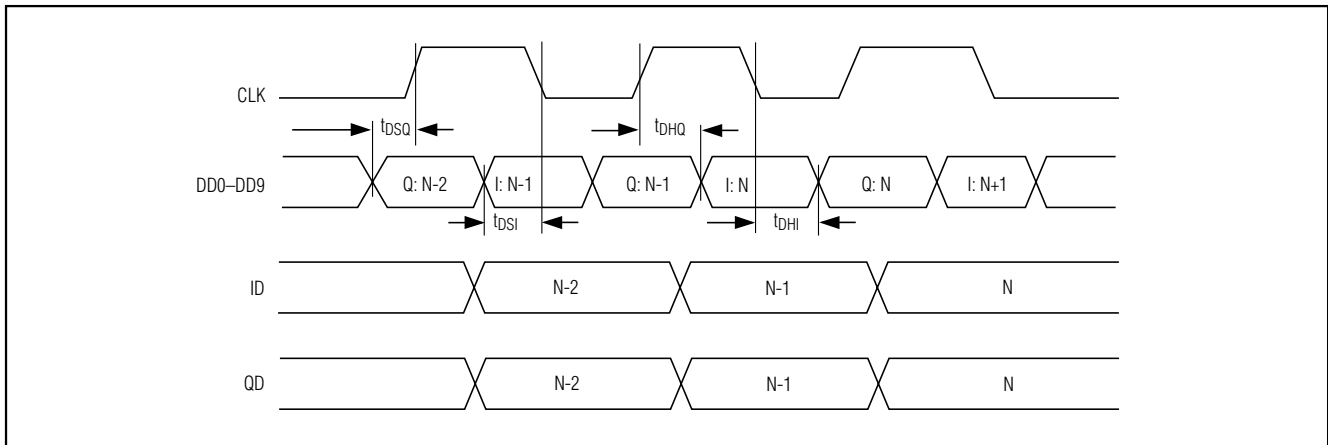 CLK
tDSQ
tDHQ
DD0–DD9
Q: N-2
I: N-1
Q: N-1
I: N
Q: N
I: N+1
tDSI
tDHI
ID
N-2
N-1
N
QD
N-2
N-1
N